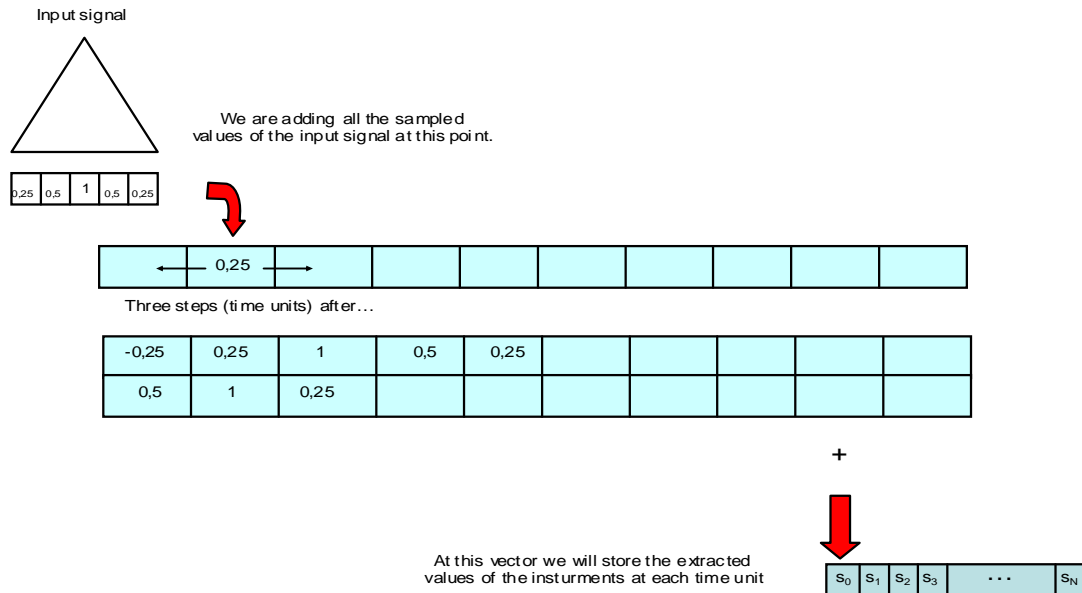 Input signal
We are adding all the sampled
values of the input signal at this point.
0,25 0,5 1 0,5 0,25
0,25
Three steps (time units) after…
-0,25 0,25 1 0,5 0,25
0,5 1 0,25
+
At this vector we will store the extracted
values of the insturments at each time unit
s0 s1 s2 s3 ... sN